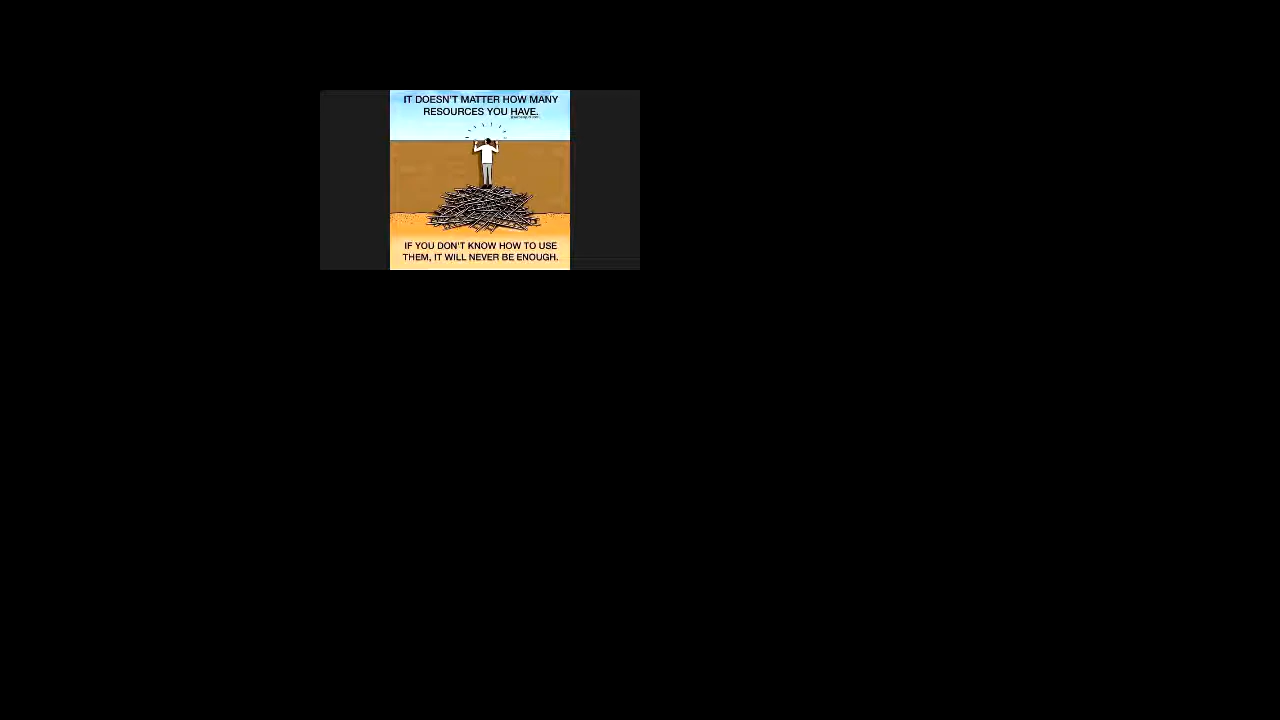 IT DOESN'T MATTER HOW MANY
RESOURCES YOU HAVE.
IF YOU DON'T KNOW HOW TO USE
THEM, IT WILL NEVER BE ENOUGH.